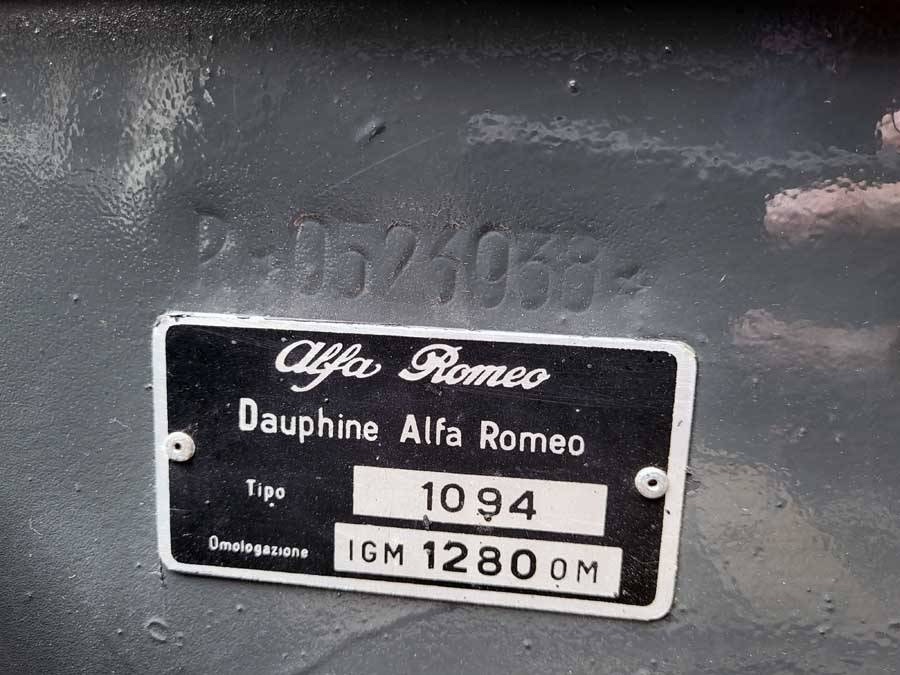 Alfa Romeo
Dauphine Alfa Romeo
Tipo 1094
Omologazione IGM 1280 OM